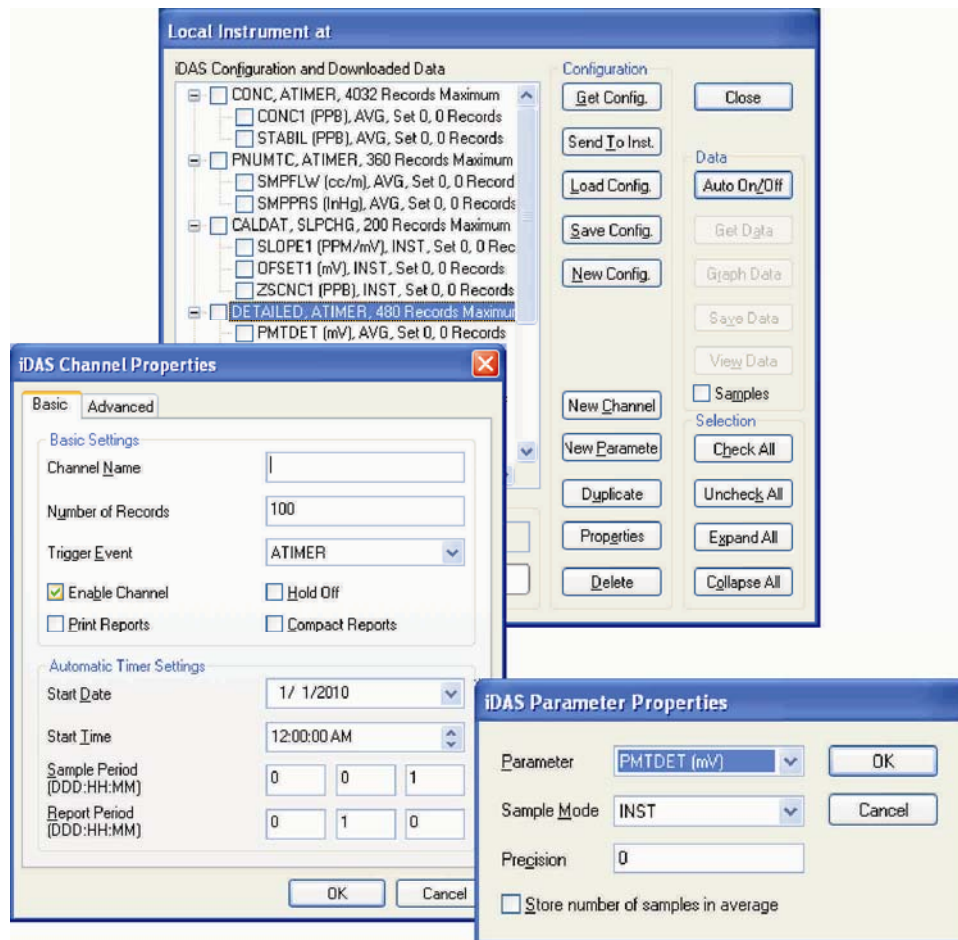 Local Instrument at
iDAS Configuration and Downloaded Data
CONC, ATIMER, 4032 Records Maximum
CONC1 (PPB), AVG, Set 0, 0 Records
STABIL (PPB), AVG, Set 0, 0 Records
PNUMTC, ATIMER, 360 Records Maximum
SMPFLW (cc/m), AVG, Set 0, 0 Record
SMPPRS (InHg), AVG, Set 0, 0 Records
CALDAT, SLPCHG, 200 Records Maximum
SLOPE1 (PPM/mV), INST, Set 0, 0 Rec
OFSET1 (mV), INST, Set 0, 0 Records
ZSCNC1 (PPB), INST, Set 0, 0 Records
DETAILED, ATIMER, 480 Records Maximur
PMTDET (mV), AVG, Set 0, 0 Records
Configuration
Get Config.
Send To Inst.
Load Config.
Save Config.
New Config.
New Channel
New Paramete
Duplicate
Properties
Delete
Close
Data
Auto On/Off
Get Data
Graph Data
Save Data
View Data
Samples
Selection
Check All
Uncheck All
Expand All
Collapse All
iDAS Channel Properties
Basic
Advanced
Basic Settings
Channel Name
Number of Records 100
Trigger Event ATIMER
Enable Channel
Hold Off
Print Reports
Compact Reports
Automatic Timer Settings
Start Date 1/ 1/2010
Start Time 12:00:00 AM
Sample Period
(DDD:HH:MM) 0 0 1
Report Period
(DDD:HH:MM) 0 1 0
OK
Cancel
iDAS Parameter Properties
Parameter PMTDET (mV)
OK
Sample Mode INST
Cancel
Precision 0
Store number of samples in average